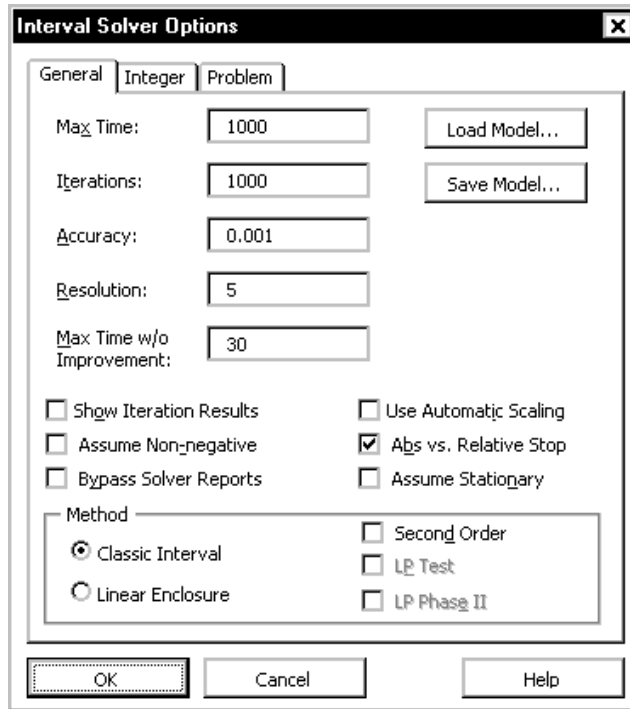 Interval Solver Options
General Integer Problem
Max Time: 1000 Load Model...
Iterations: 1000 Save Model...
Accuracy: 0.001
Resolution: 5
Max Time w/o
Improvement: 30
Show Iteration Results Use Automatic Scaling
Assume Non-negative Abs vs. Relative Stop
Bypass Solver Reports Assume Stationary
Method
Second Order
Classic Interval
LP Test
Linear Enclosure
LP Phase II
OK Cancel Help